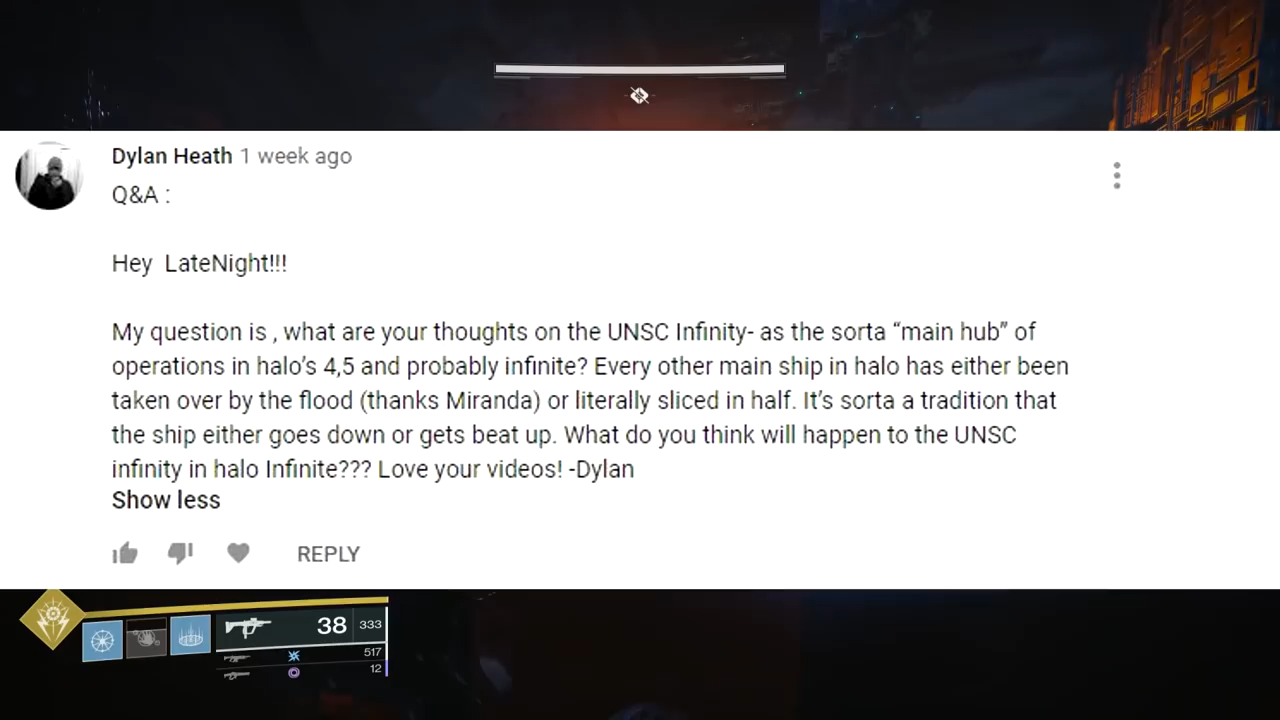 Dylan Heath 1 week ago
Q&A :
Hey  LateNight!!!
My question is , what are your thoughts on the UNSC Infinity- as the sorta “main hub” of
operations in halo’s 4,5 and probably infinite? Every other main ship in halo has either been
taken over by the flood (thanks Miranda) or literally sliced in half. It’s sorta a tradition that
the ship either goes down or gets beat up. What do you think will happen to the UNSC
infinity in halo Infinite??? Love your videos! -Dylan
Show less
REPLY
38 333
517
12